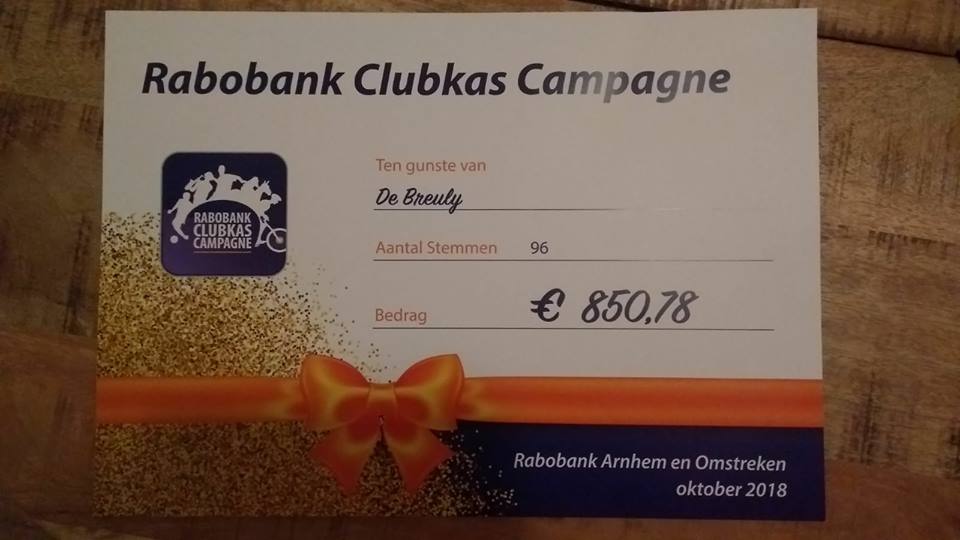 Rabobank Clubkas Campagne
RABOBANK
CLUBKAS
CAMPAGNE
Ten gunste van
De Breuly
Aantal Stemmen 96
Bedrag € 850,78
Rabobank Arnhem en Omstreken
oktober 2018